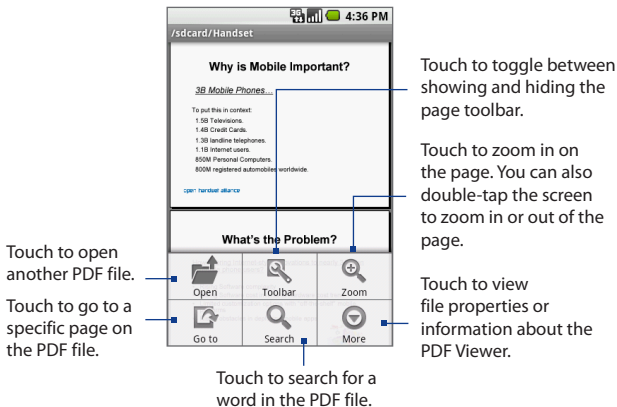 3G
4:36 PM
/sdcard/Handset
Why is Mobile Important?
3B Mobile Phones…
To put this in context:
1.5B Televisions.
1.4B Credit Cards.
1.3B landline telephones.
1.1B Internet users.
850M Personal Computers.
800M registered automobiles worldwide.
open handset alliance
What's the Problem?
Open
Toolbar
Zoom
Go to
Search
More
Touch to open
another PDF file.
Touch to go to a
specific page on
the PDF file.
Touch to toggle between
showing and hiding the
page toolbar.
Touch to zoom in on
the page. You can also
double-tap the screen
to zoom in or out of the
page.
Touch to view
file properties or
information about the
PDF Viewer.
Touch to search for a
word in the PDF file.